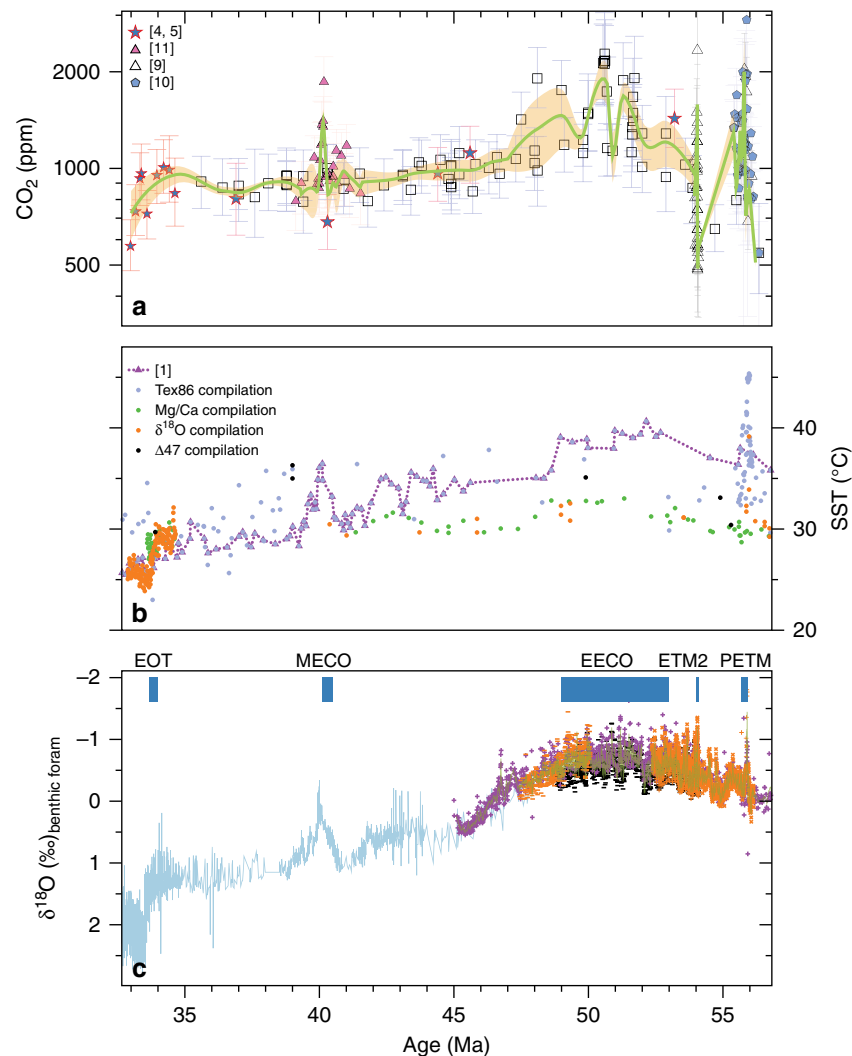 [4, 5]
[11]
[9]
[10]
2000
1000
500
CO2 (ppm)
a
[1]
Tex86 compilation
Mg/Ca compilation
δ18O compilation
Δ47 compilation
40
30
20
SST (°C)
b
EOT MECO EECO ETM2 PETM
−2
−1
0
1
2
δ18O (‰)benthic foram
c
35 40 45 50 55
Age (Ma)